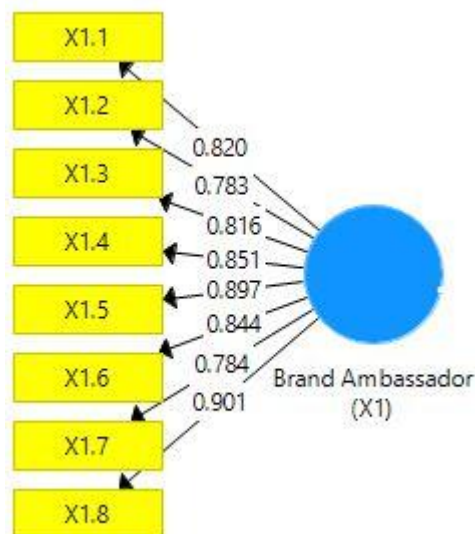 X1.1
X1.2
X1.3
X1.4
X1.5
X1.6
X1.7
X1.8
0.820
0.783
0.816
0.851
0.897
0.844
0.784
0.901
Brand Ambassador
(X1)